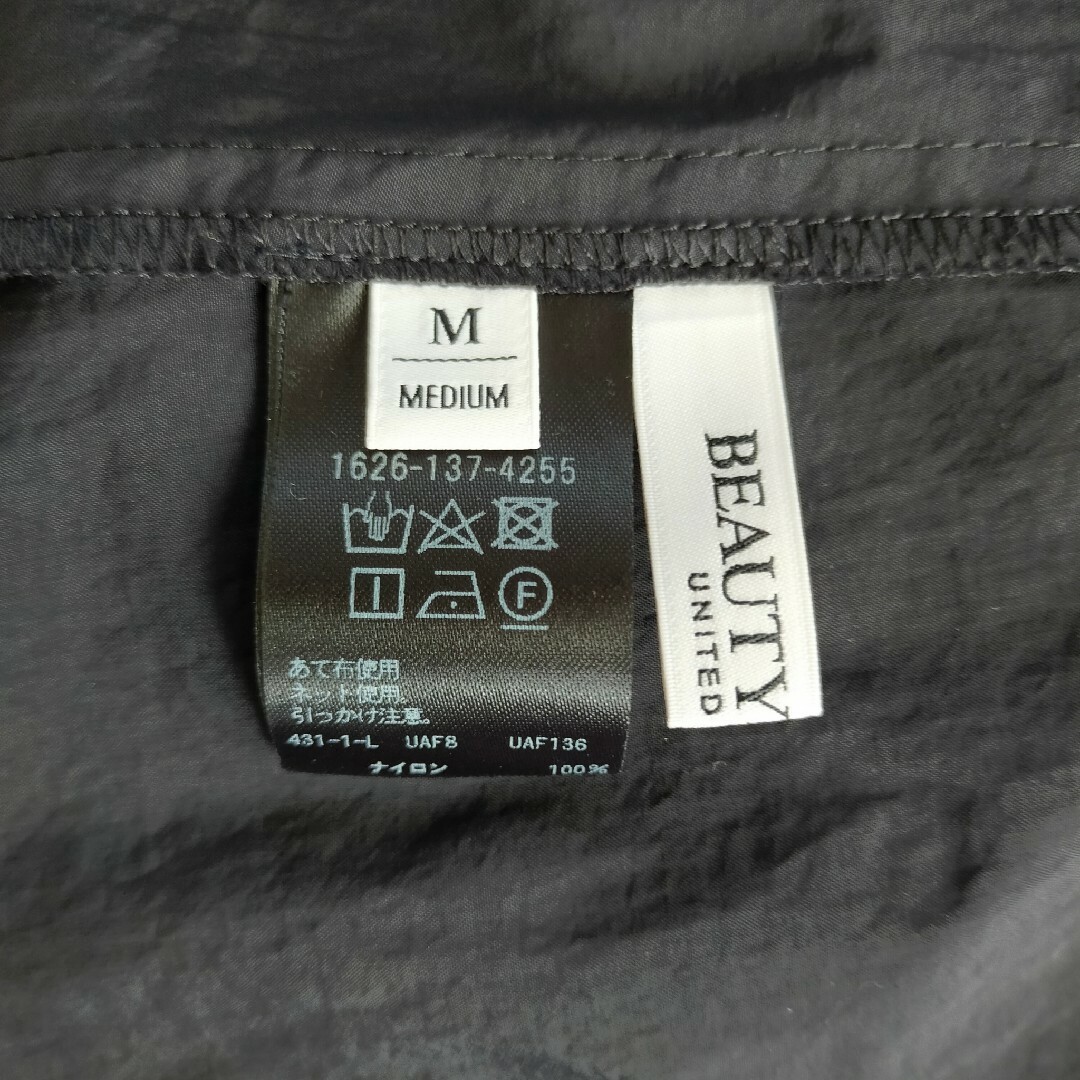 M
MEDIUM
1626-137-4255
F
あて布使用
ネット使用。
引っかけ注意。
431-1-L UAF8 UAF136
ナイロン 100%
BEAUTY
UNITED